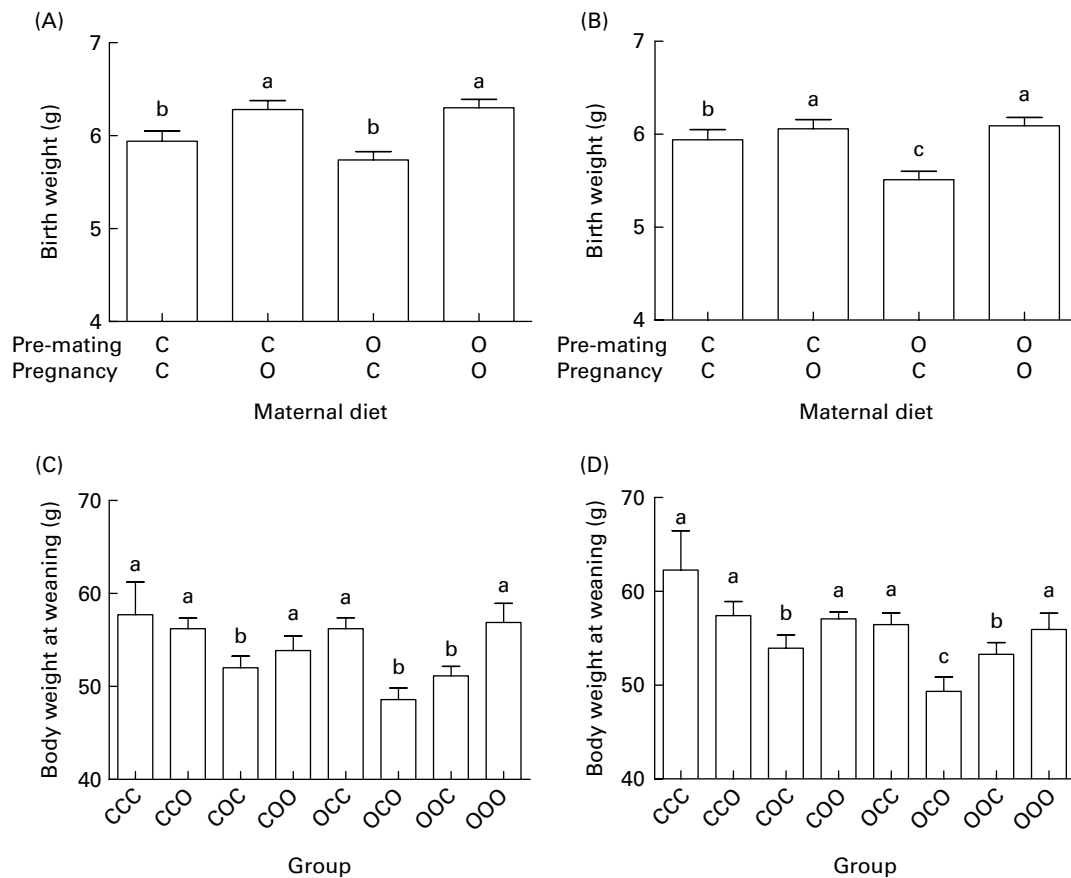 (A)
7
6
5
4
Birth weight (g)
b
a
b
a
Pre-mating C C O O
Pregnancy C O C O
Maternal diet
(B)
7
6
5
4
Birth weight (g)
b
a
c
a
Pre-mating C C O O
Pregnancy C O C O
Maternal diet
(C)
70
60
50
40
Body weight at weaning (g)
a
a
b
a
a
b
b
a
CCC CCO COC COO OCC OCO OOC OOO
Group
(D)
70
60
50
40
Body weight at weaning (g)
a
a
b
a
a
c
b
a
CCC CCO COC COO OCC OCO OOC OOO
Group